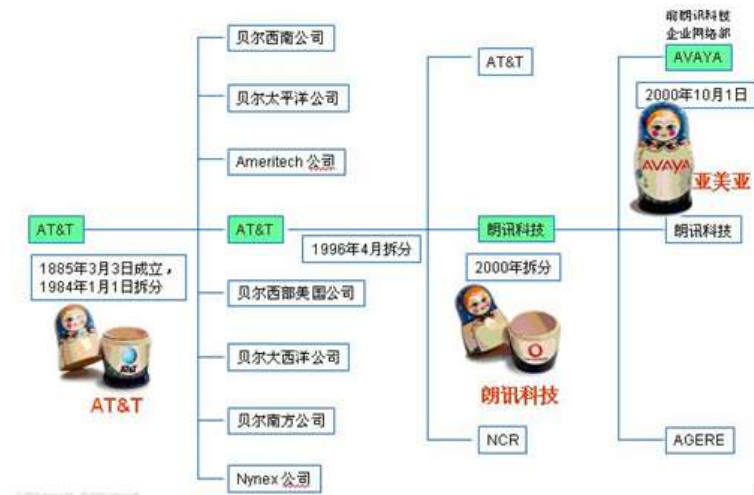 前朗讯科技
企业网络部
AVAYA
2000年10月1日
AVAYA
亚美亚
贝尔西南公司
AT&T
贝尔太平洋公司
Ameritech 公司
AT&T
AT&T
朗讯科技
朗讯科技
1996年4月拆分
2000年拆分
1885年3月3日成立，
1984年1月1日拆分
贝尔西部美国公司
AT&T
AT&T
贝尔大西洋公司
朗讯科技
贝尔南方公司
NCR
AGERE
Nynex 公司